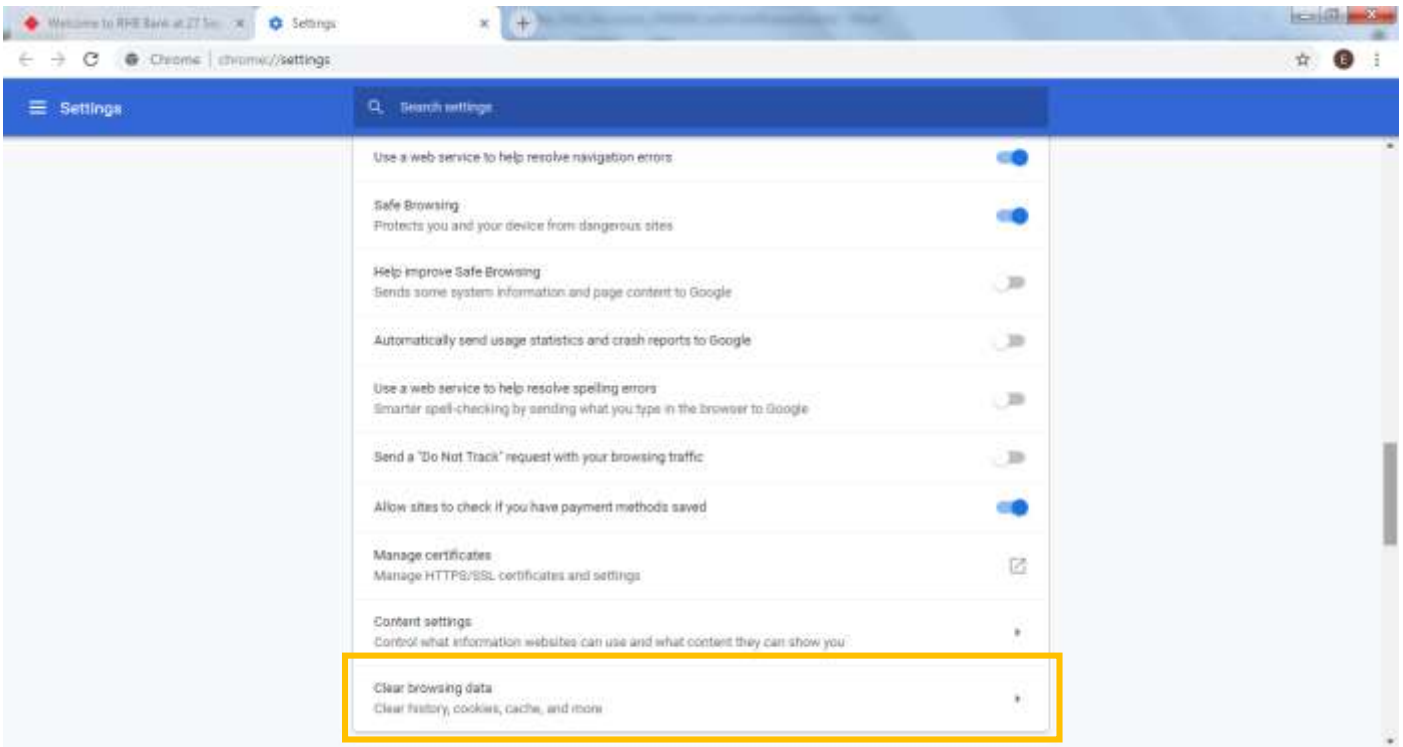 Welcome to RHB Bank at
Settings
Chrome | chrome://settings
E
Settings
Search settings
Use a web service to help resolve navigation errors
Safe Browsing
Protects you and your device from dangerous sites
Help improve Safe Browsing
Sends some system information and page content to Google
Automatically send usage statistics and crash reports to Google
Use a web service to help resolve spelling errors
Smarter spell-checking by sending what you type in the browser to Google
Send a "Do Not Track" request with your browsing traffic
Allow sites to check if you have payment methods saved
Manage certificates
Manage HTTPS/SSL certificates and settings
Content settings
Control what information websites can use and what content they can show you
Clear browsing data
Clear history, cookies, cache, and more